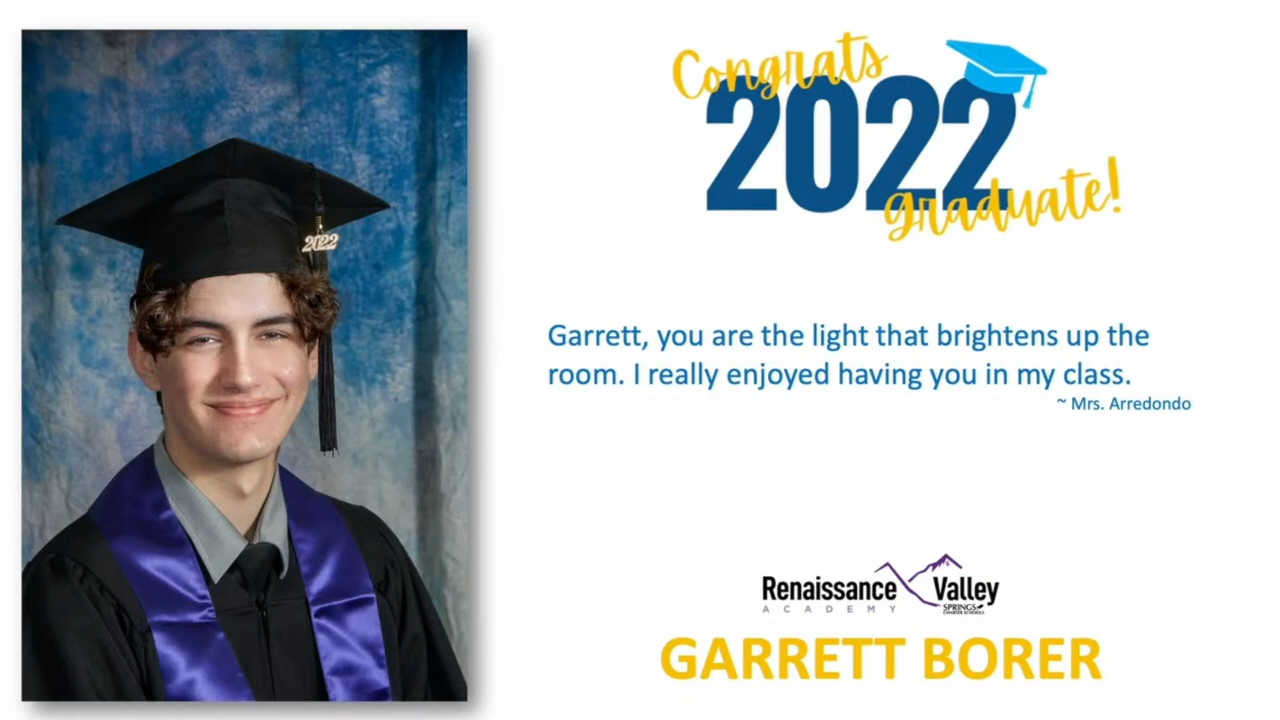 Congrats
2022
graduate!
2022
Garrett, you are the light that brightens up the
room. I really enjoyed having you in my class.
~ Mrs. Arredondo
Renaissance Valley
ACADEMY
SPRINGS
CHARTER SCHOOLS
GARRETT BORER